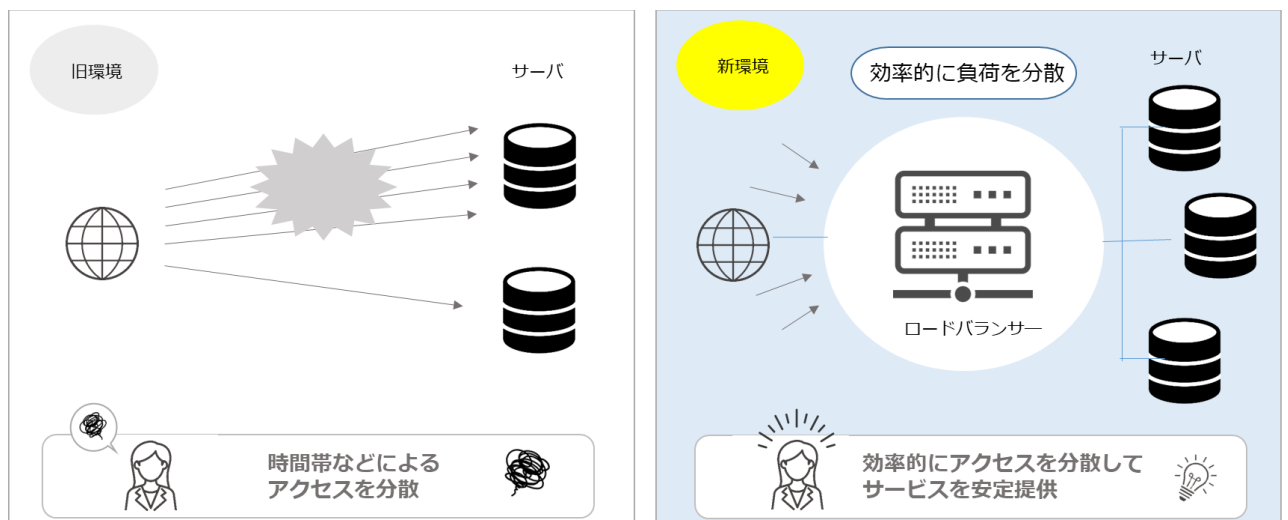 旧環境
サーバ
時間帯などによる
アクセスを分散
新環境
効率的に負荷を分散
サーバ
ロードバランサー
効率的にアクセスを分散して
サービスを安定提供